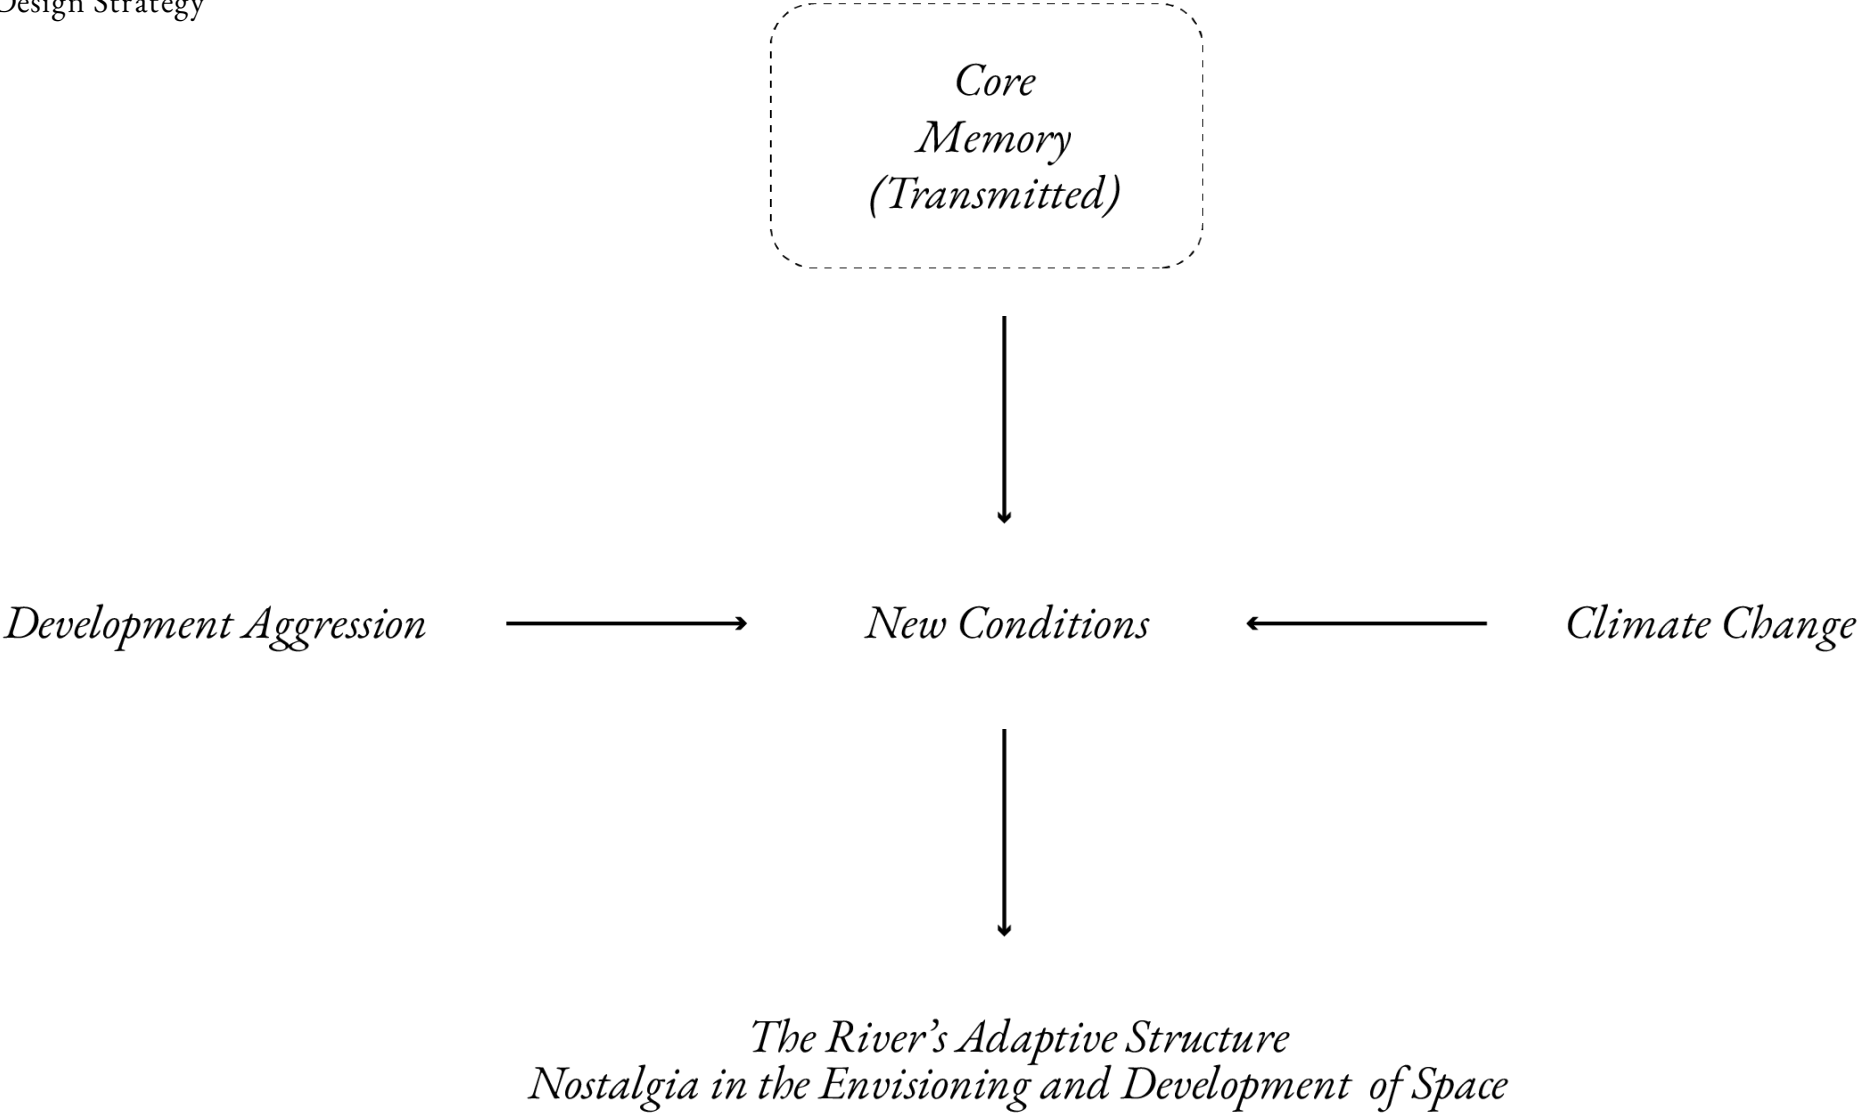 Design Strategy
Core
Memory
(Transmitted)
Development Aggression
New Conditions
Climate Change
The River’s Adaptive Structure
Nostalgia in the Envisioning and Development of Space